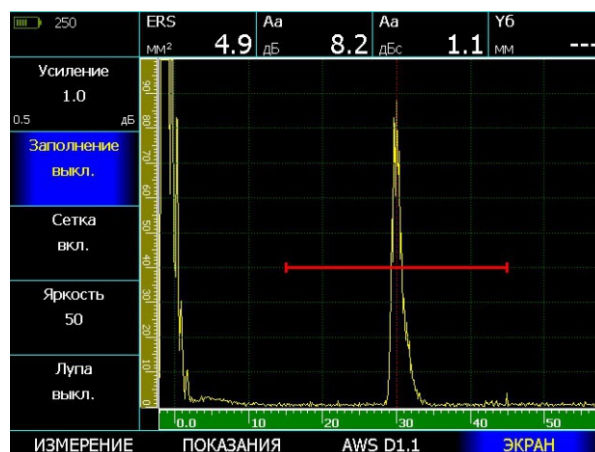 250
ERS Аа Аа Yб
мм² 4.9 дБ 8.2 дБс 1.1 мм ---
Усиление
1.0
0.5 дБ
Заполнение
выкл.
Сетка
вкл.
Яркость
50
Лупа
выкл.
90
80
70
60
50
40
30
20
10
0
0.0 10 20 30 40 50
ИЗМЕРЕНИЕ ПОКАЗАНИЯ AWS D1.1 ЭКРАН